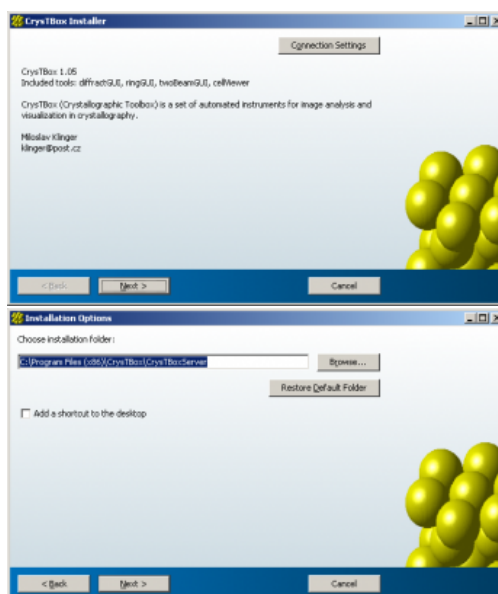 CrysTBox Installer
Connection Settings
CrysTBox 1.05
Included tools: diffractGUI, ringGUI, twoBeamGUI, cellViewer
CrysTBox (Crystallographic Toolbox) is a set of automated instruments for image analysis and
visualization in crystallography.
Miloslav Klinger
klinger@post.cz
< Back Next > Cancel
Installation Options
Choose installation folder:
C:\Program Files (x86)\CrysTBox\CrysTBoxServer Browse...
Restore Default Folder
Add a shortcut to the desktop
< Back Next > Cancel